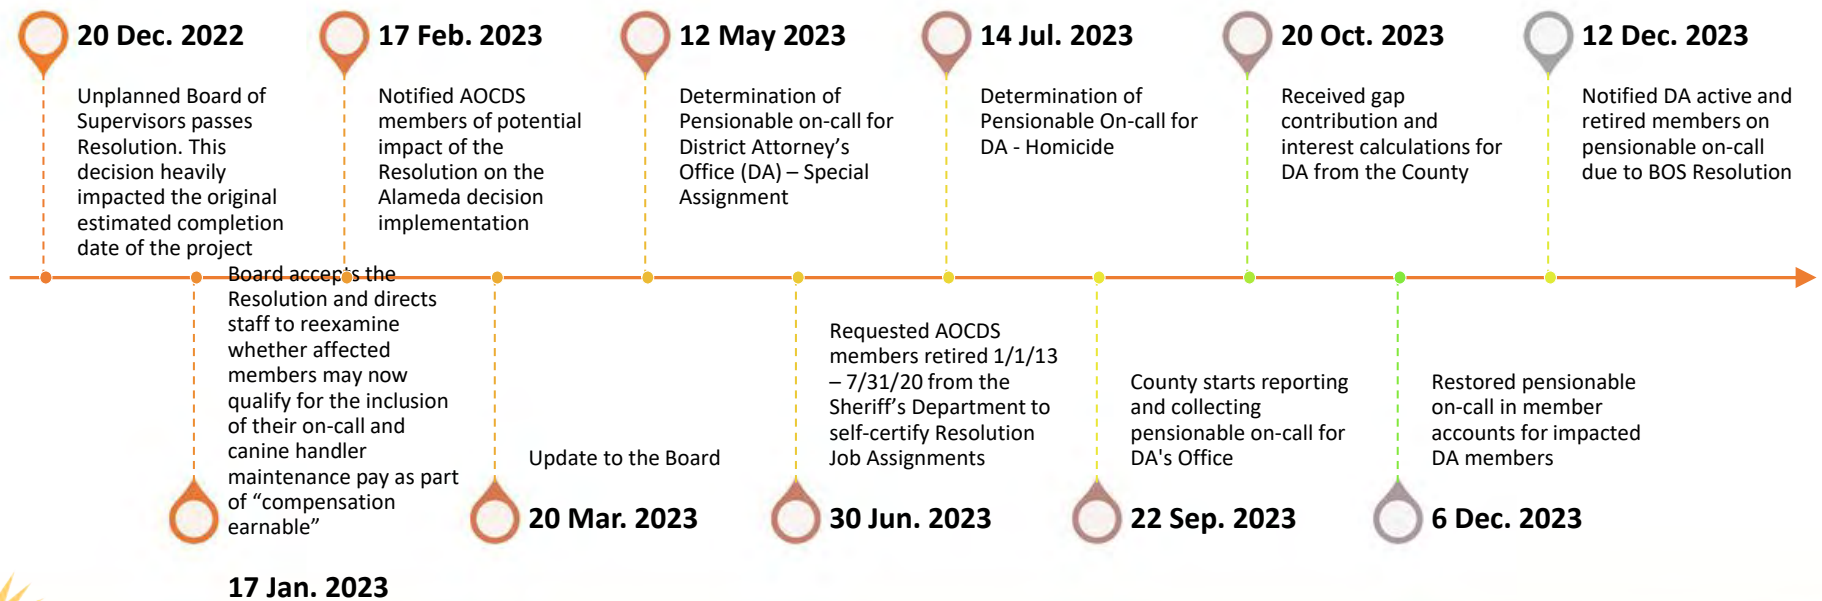 20 Dec. 2022
Unplanned Board of
Supervisors passes
Resolution. This
decision heavily
impacted the original
estimated completion
date of the project
17 Feb. 2023
Notified AOCDS
members of potential
impact of the
Resolution on the
Alameda decision
implementation
12 May 2023
Determination of
Pensionable on-call for
District Attorney’s
Office (DA) – Special
Assignment
14 Jul. 2023
Determination of
Pensionable On-call for
DA - Homicide
20 Oct. 2023
Received gap
contribution and
interest calculations for
DA from the County
12 Dec. 2023
Notified DA active and
retired members on
pensionable on-call
due to BOS Resolution
Board accepts the
Resolution and directs
staff to reexamine
whether affected
members may now
qualify for the inclusion
of their on-call and
canine handler
maintenance pay as part
of “compensation
earnable”
17 Jan. 2023
Update to the Board
20 Mar. 2023
Requested AOCDS
members retired 1/1/13
– 7/31/20 from the
Sheriff’s Department to
self-certify Resolution
Job Assignments
30 Jun. 2023
County starts reporting
and collecting
pensionable on-call for
DA's Office
22 Sep. 2023
Restored pensionable
on-call in member
accounts for impacted
DA members
6 Dec. 2023